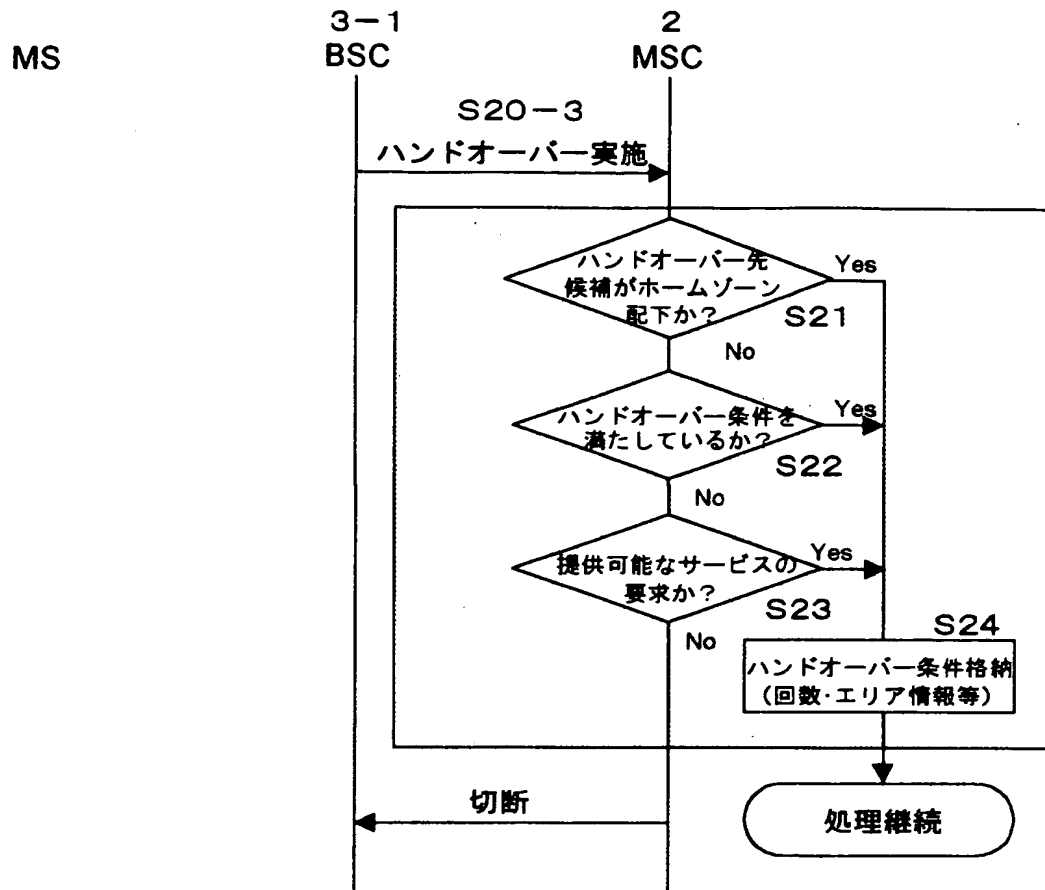 3-1
2
MS
BSC
MSC
S20-3
ハンドオーバー実施
ハンドオーバー先
候補がホームゾーン
配下か?
Yes
S21
No
ハンドオーバー条件を
満たしているか?
Yes
S22
No
提供可能なサービスの
要求か?
Yes
S23
No
S24
ハンドオーバー条件格納
(回数・エリア情報等)
切断
処理継続